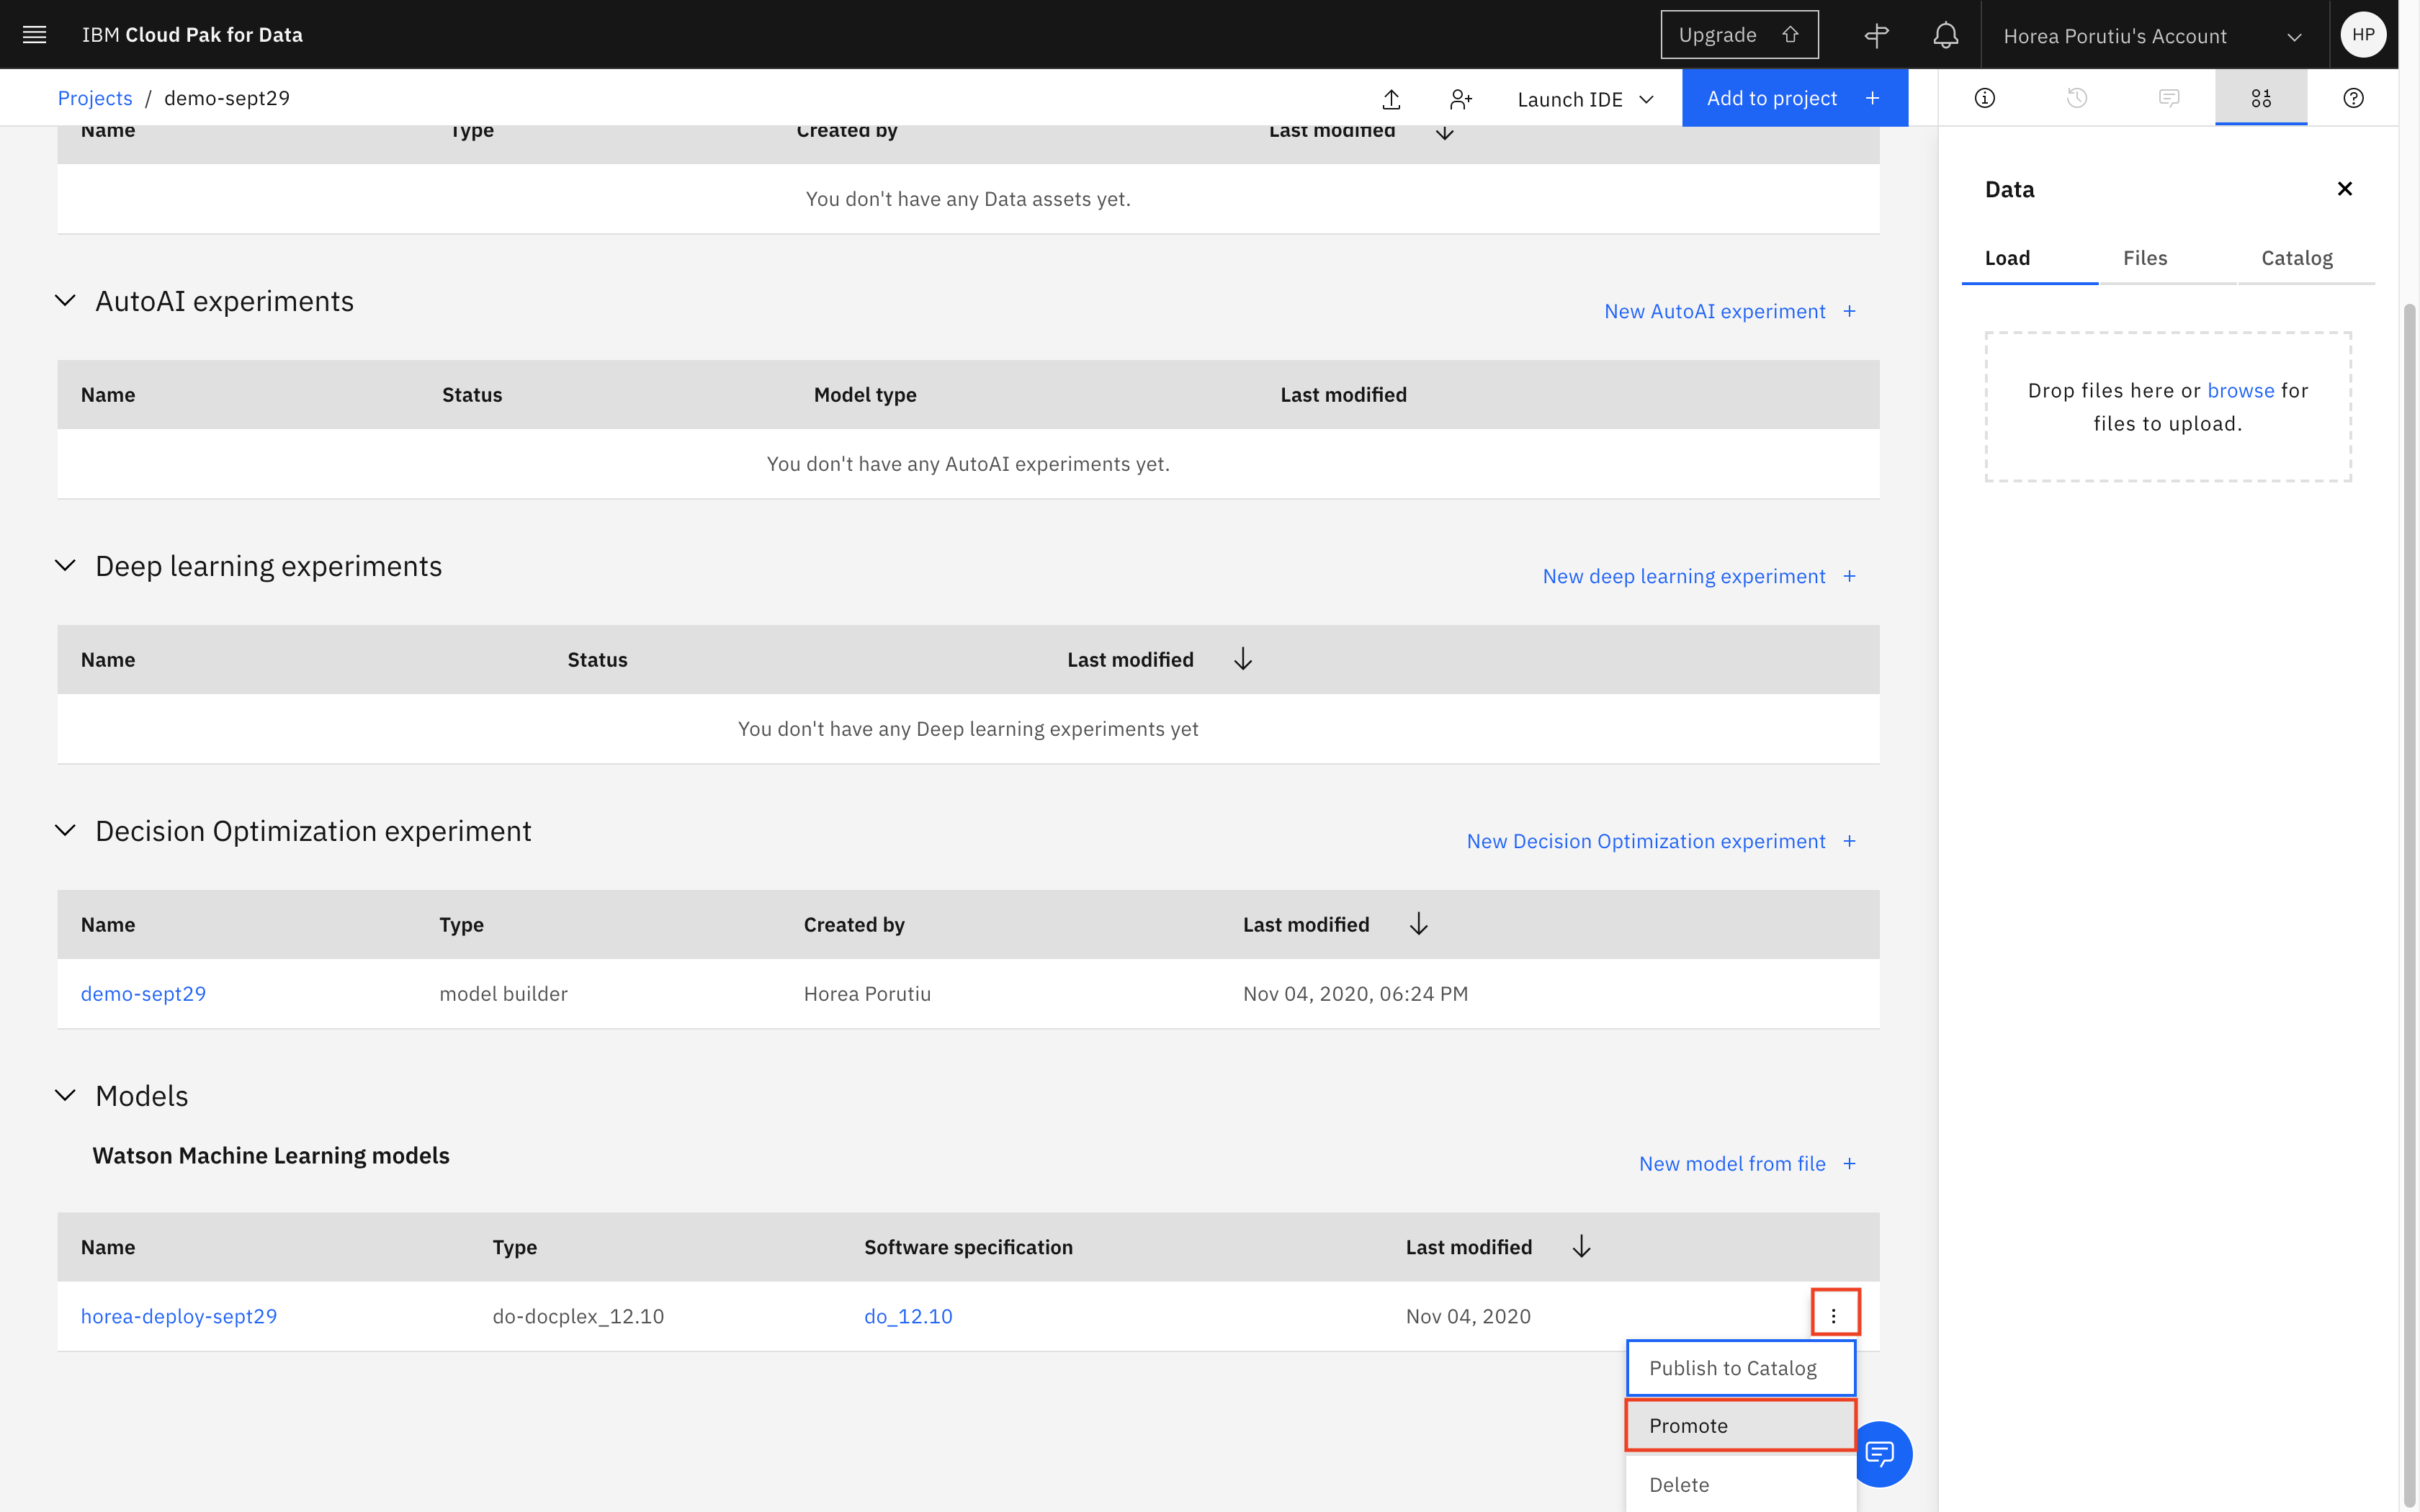 IBM Cloud Pak for Data
Upgrade
Horea Porutiu's Account
HP
Projects / demo-sept29
Launch IDE
Add to project +
Name Type Created by Last modified
You don't have any Data assets yet.
AutoAI experiments
New AutoAI experiment +
Name Status Model type Last modified
You don't have any AutoAI experiments yet.
Deep learning experiments
New deep learning experiment +
Name Status Last modified
You don't have any Deep learning experiments yet
Decision Optimization experiment
New Decision Optimization experiment +
Name Type Created by Last modified
demo-sept29 model builder Horea Porutiu Nov 04, 2020, 06:24 PM
Models
Watson Machine Learning models
New model from file +
Name Type Software specification Last modified
horea-deploy-sept29 do-docplex_12.10 do_12.10 Nov 04, 2020
Publish to Catalog
Promote
Delete
Data
Load Files Catalog
Drop files here or browse for
files to upload.